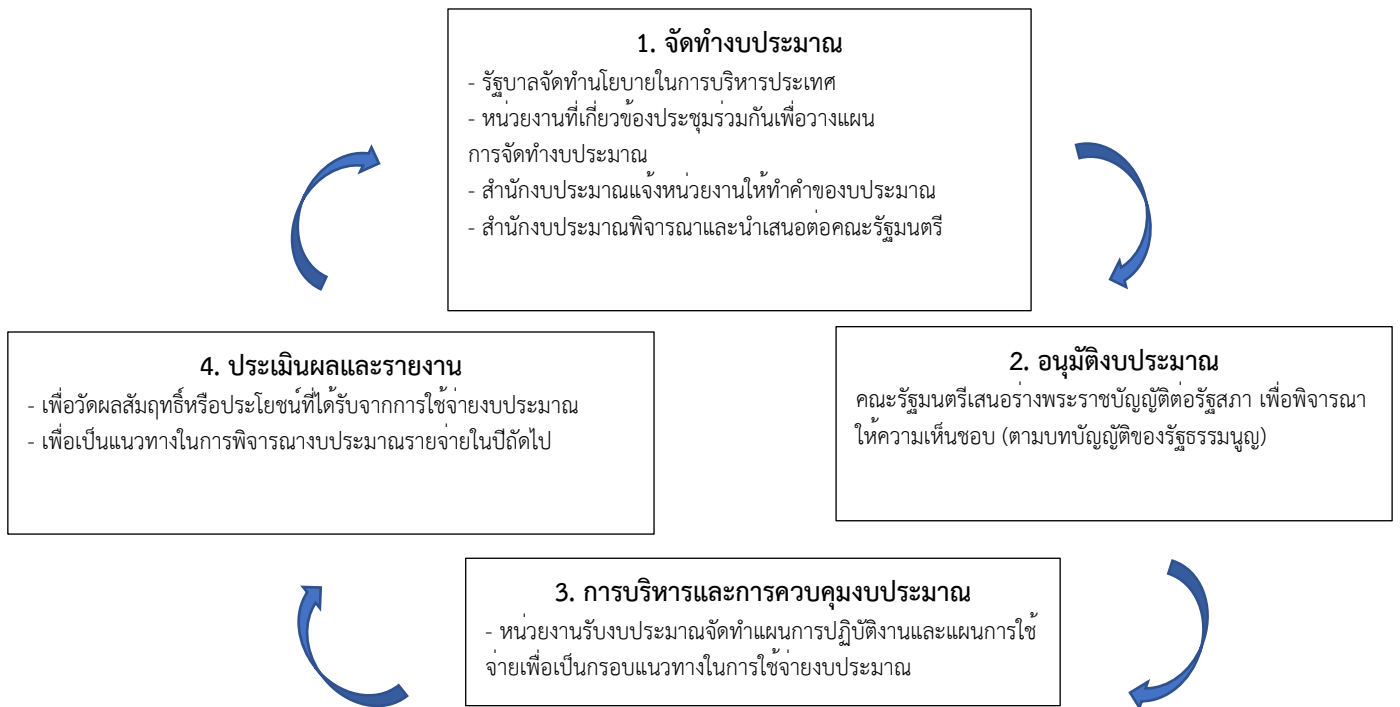 1. จัดทำงบประมาณ
- รัฐบาลจัดทำนโยบายในการบริหารประเทศ
- หน่วยงานที่เกี่ยวข้องประชุมร่วมกันเพื่อวางแผน
การจัดทำงบประมาณ
- สำนักงบประมาณแจ้งหน่วยงานให้ทำคำของบประมาณ
- สำนักงบประมาณพิจารณาและนำเสนอต่อคณะรัฐมนตรี
2. อนุมัติงบประมาณ
คณะรัฐมนตรีเสนอร่างพระราชบัญญัติต่อรัฐสภา เพื่อพิจารณา
ให้ความเห็นชอบ (ตามบทบัญญัติของรัฐธรรมนูญ)
3. การบริหารและการควบคุมงบประมาณ
- หน่วยงานรับงบประมาณจัดทำแผนการปฏิบัติงานและแผนการใช้
จ่ายเพื่อเป็นกรอบแนวทางในการใช้จ่ายงบประมาณ
4. ประเมินผลและรายงาน
- เพื่อวัดผลสัมฤทธิ์หรือประโยชน์ที่ได้รับจากการใช้จ่ายงบประมาณ
- เพื่อเป็นแนวทางในการพิจารณางบประมาณรายจ่ายในปีถัดไป